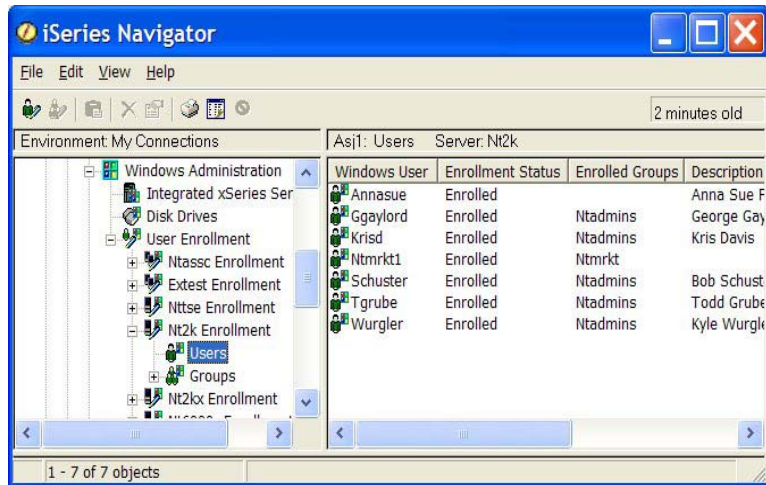 iSeries Navigator
File Edit View Help
2 minutes old
Environment: My Connections
Asj1: Users Server: Nt2k
Windows Administration
Integrated xSeries Ser
Disk Drives
User Enrollment
Ntassc Enrollment
Extest Enrollment
Nttse Enrollment
Nt2k Enrollment
Users
Groups
Nt2kx Enrollment
Windows User Enrollment Status Enrolled Groups Description
Annasue Enrolled Anna Sue
Ggaylord Enrolled Ntadmins George Gay
Krisd Enrolled Ntadmins Kris Davis
Ntmrkt1 Enrolled Ntmrkt
Schuster Enrolled Ntadmins Bob Schust
Tgrube Enrolled Ntadmins Todd Grube
Wurgler Enrolled Ntadmins Kyle Wurgle
1 - 7 of 7 objects